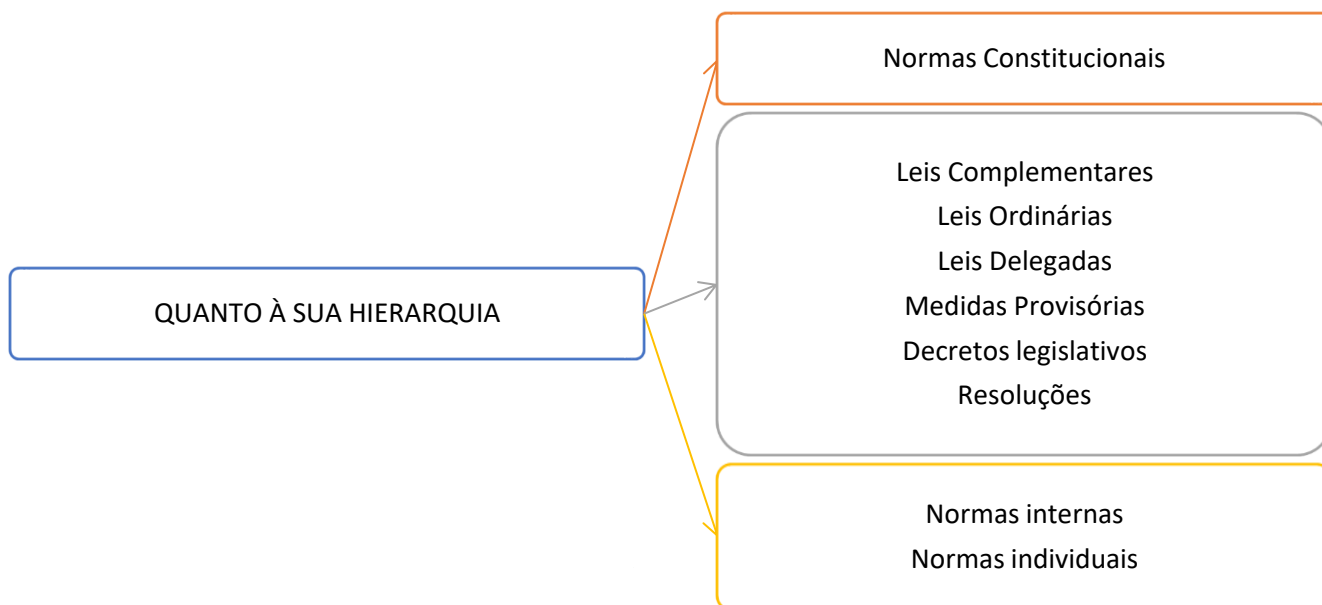 QUANTO À SUA HIERARQUIA
Normas Constitucionais
Leis Complementares
Leis Ordinárias
Leis Delegadas
Medidas Provisórias
Decretos legislativos
Resoluções
Normas internas
Normas individuais